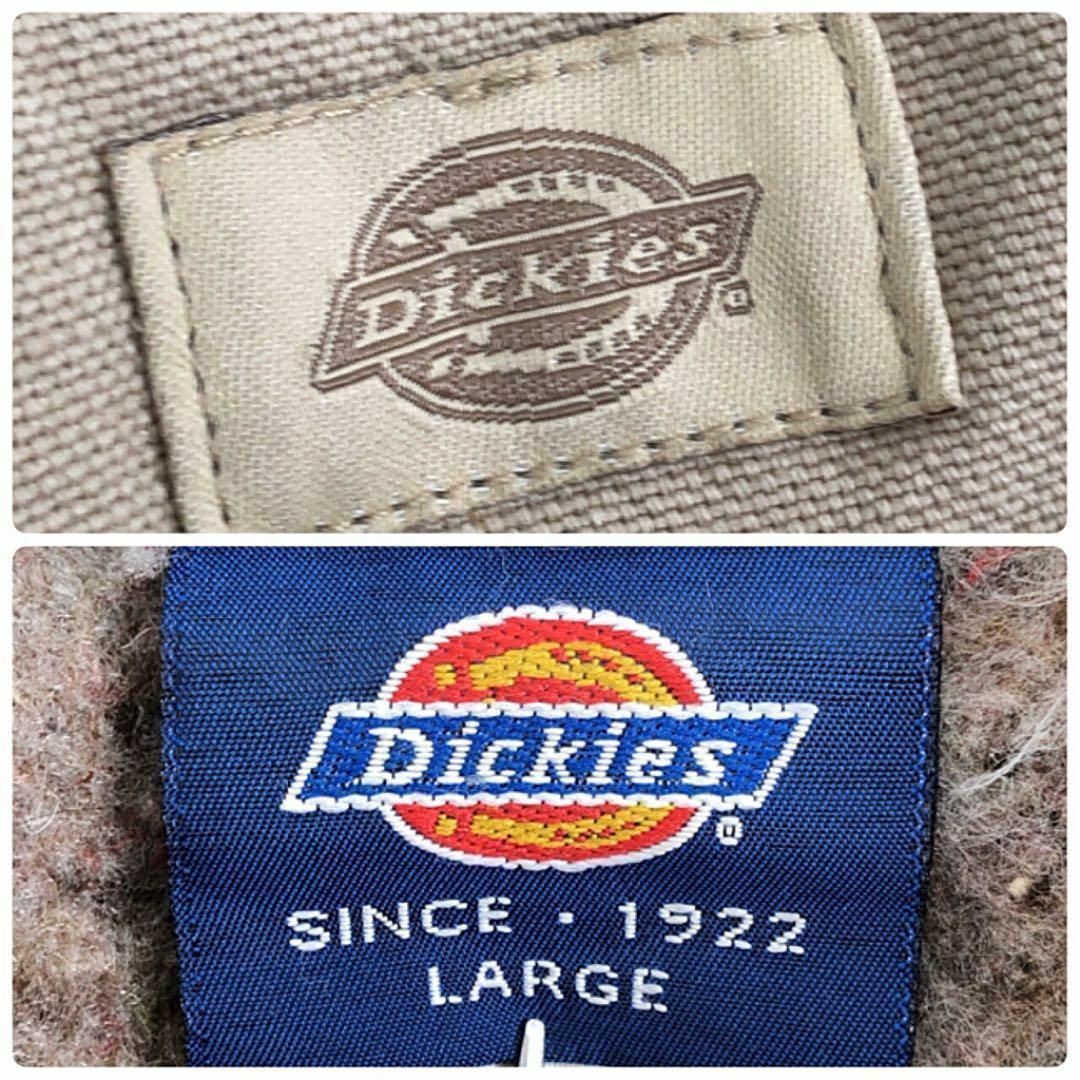 Dickies
Dickies
SINCE · 1922
LARGE